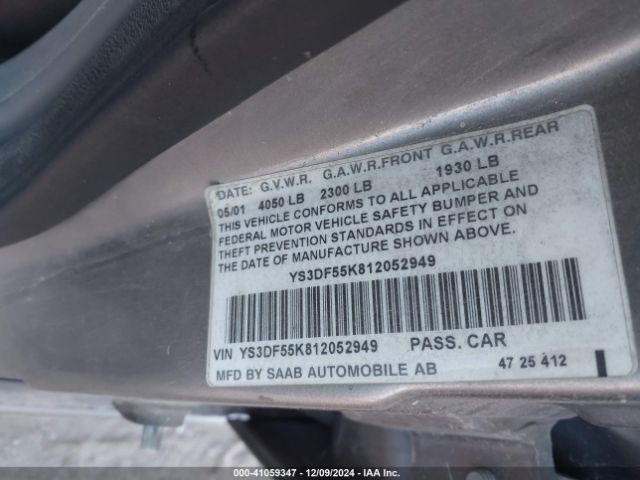 DATE: G.V.W.R. G.A.W.R.FRONT G.A.W.R.REAR
05/01 4050 LB 2300 LB 1930 LB
THIS VEHICLE CONFORMS TO ALL APPLICABLE
FEDERAL MOTOR VEHICLE SAFETY BUMPER AND
THEFT PREVENTION STANDARDS IN EFFECT ON
THE DATE OF MANUFACTURE SHOWN ABOVE.
YS3DF55K812052949
VIN YS3DF55K812052949 PASS. CAR
MFD BY SAAB AUTOMOBILE AB 47 25 412
000-41059347 | 12/09/2024 | IAA Inc.